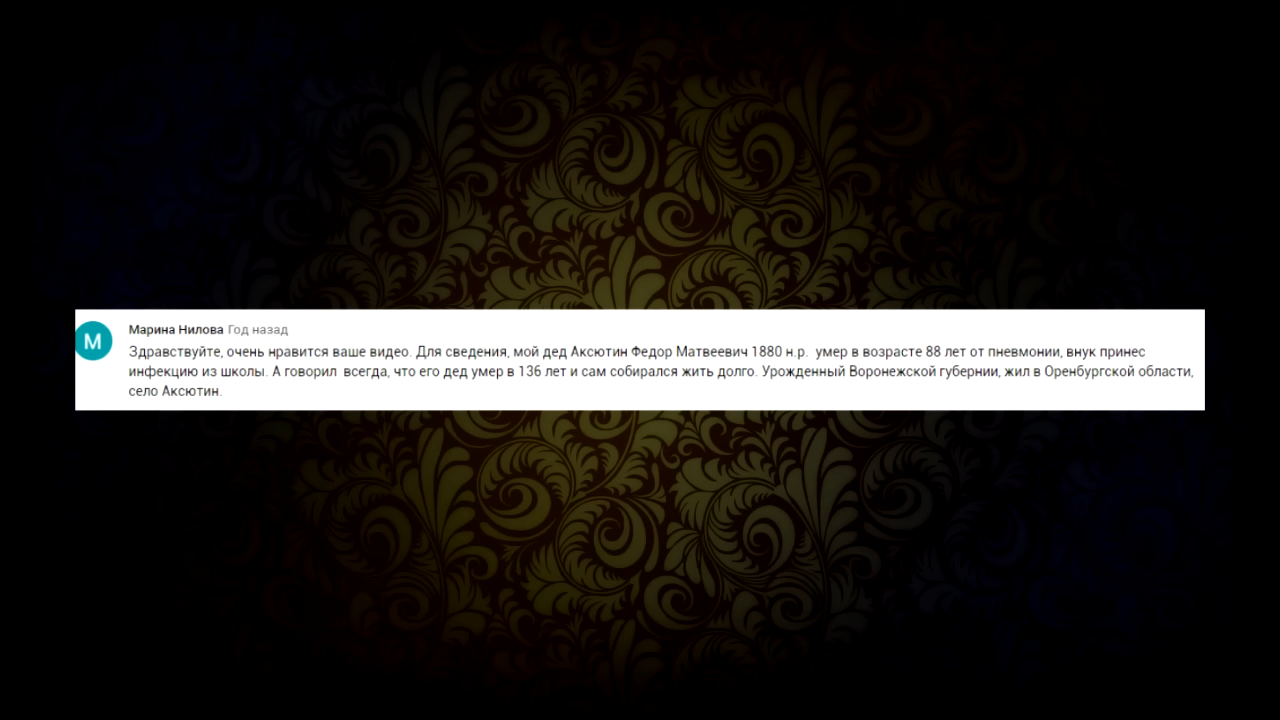 М
Марина Нилова Год назад
Здравствуйте, очень нравится ваше видео. Для сведения, мой дед Аксютин Федор Матвеевич 1880 н.р.  умер в возрасте 88 лет от пневмонии, внук принес
инфекцию из школы. А говорил  всегда, что его дед умер в 136 лет и сам собирался жить долго. Урожденный Воронежской губернии, жил в Оренбургской области,
село Аксютин.